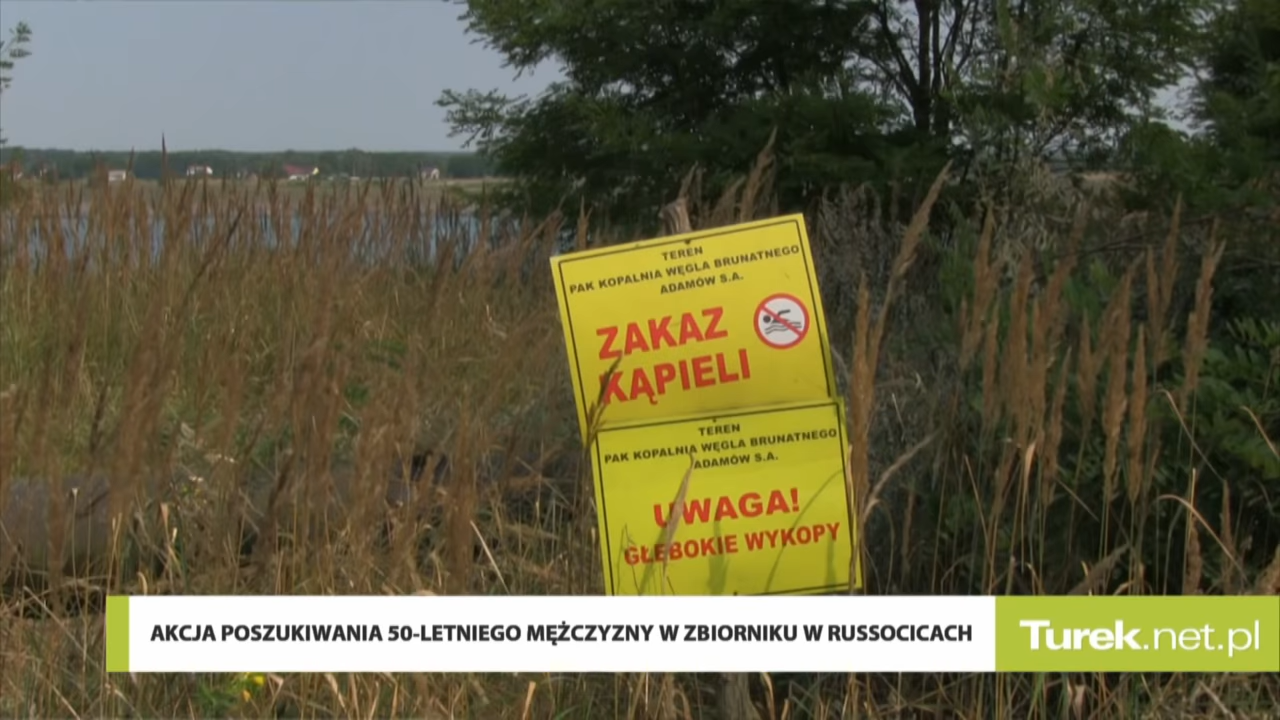 TEREN
PAK KOPALNIA WĘGLA BRUNATNEGO
ADAMÓW S.A.
ZAKAZ
KĄPIELI
TEREN
PAK KOPALNIA WĘGLA BRUNATNEGO
ADAMÓW S.A.
UWAGA!
GŁEBOKIE WYKOPY
AKCJA POSZUKIWANIA 50-LETNIEGO MĘŻCZYZNY W ZBIORNIKU W RUSSOCICACH
Turek.net.pl